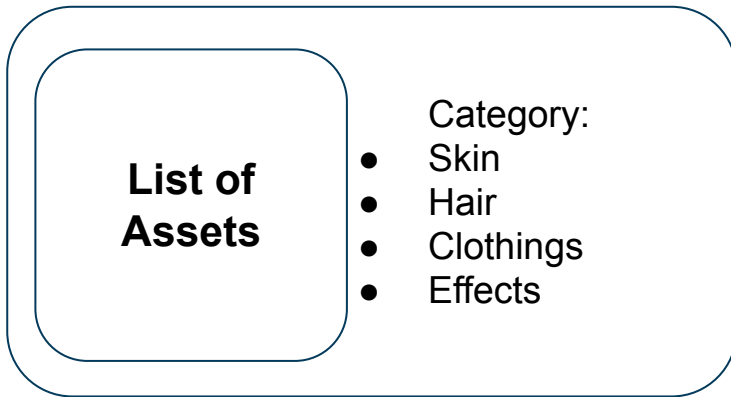 List of
Assets
Category:
● Skin
● Hair
● Clothings
● Effects